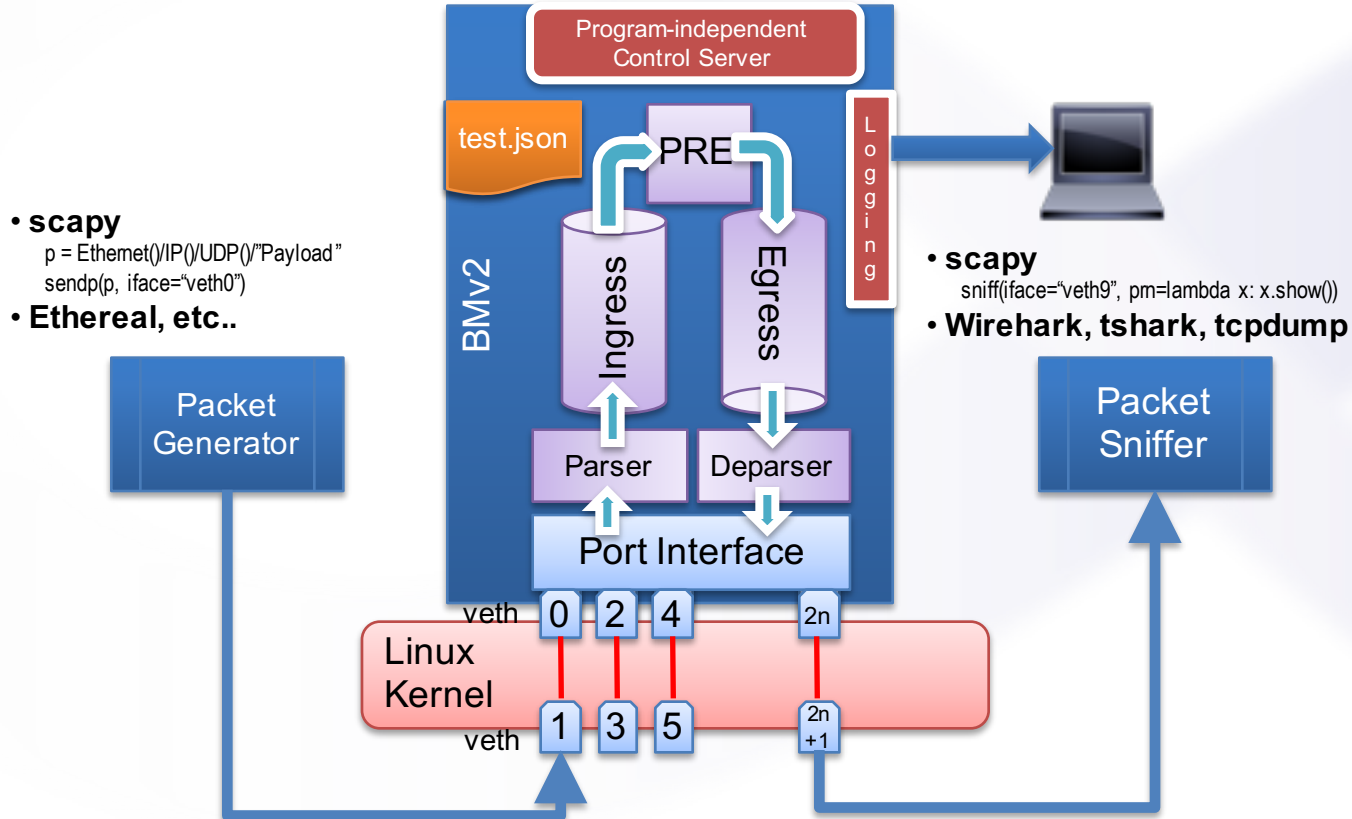 Program-independent
Control Server
test.json
PRE
Logging
BMv2
Ingress
Egress
Parser
Deparser
Port Interface
• scapy
p = Ethernet()/IP()/UDP()/”Payload”
sendp(p, iface=“veth0”)
• Ethereal, etc..
Packet
Generator
• scapy
sniff(iface=“veth9”, prn=lambda x: x.show())
• Wirehark, tshark, tcpdump
Packet
Sniffer
veth 0 2 4 2n
Linux
Kernel
veth 1 3 5 2n
+1